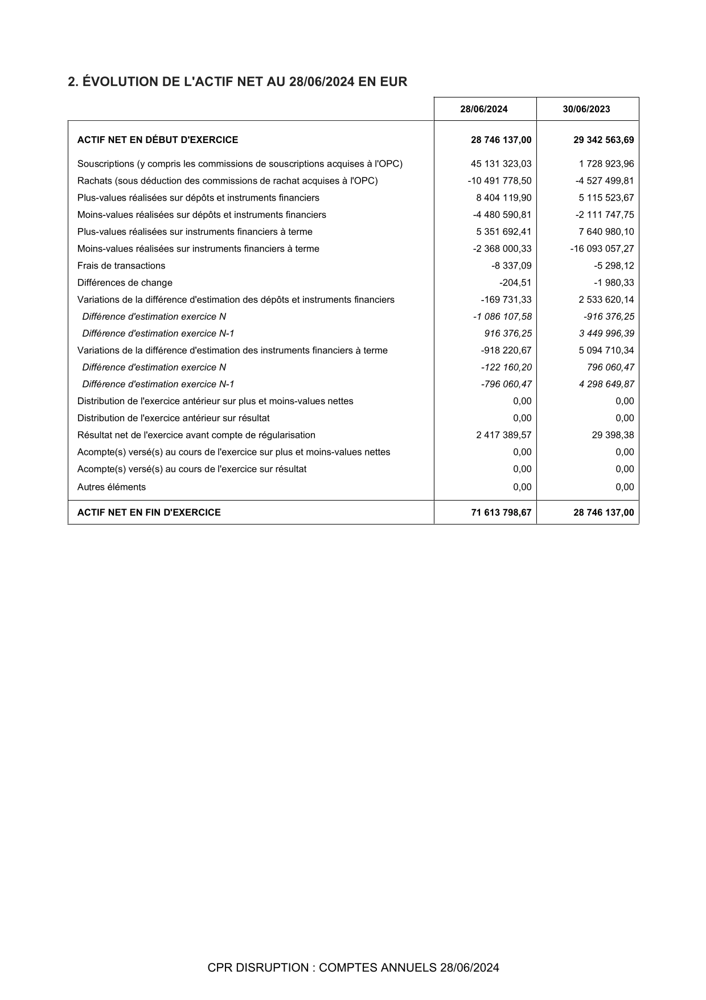 2. ÉVOLUTION DE L'ACTIF NET AU 28/06/2024 EN EUR
28/06/2024 30/06/2023
ACTIF NET EN DÉBUT D'EXERCICE 28 746 137,00 29 342 563,69
Souscriptions (y compris les commissions de souscriptions acquises à l'OPC) 45 131 323,03 1 728 923,96
Rachats (sous déduction des commissions de rachat acquises à l'OPC) -10 491 778,50 -4 527 499,81
Plus-values réalisées sur dépôts et instruments financiers 8 404 119,90 5 115 523,67
Moins-values réalisées sur dépôts et instruments financiers -4 480 590,81 -2 111 747,75
Plus-values réalisées sur instruments financiers à terme 5 351 692,41 7 640 980,10
Moins-values réalisées sur instruments financiers à terme -2 368 000,33 -16 093 057,27
Frais de transactions -8 337,09 -5 298,12
Différences de change -204,51 -1 980,33
Variations de la différence d'estimation des dépôts et instruments financiers -169 731,33 2 533 620,14
Différence d'estimation exercice N -1 086 107,58 -916 376,25
Différence d'estimation exercice N-1 916 376,25 3 449 996,39
Variations de la différence d'estimation des instruments financiers à terme -918 220,67 5 094 710,34
Différence d'estimation exercice N -122 160,20 796 060,47
Différence d'estimation exercice N-1 -796 060,47 4 298 649,87
Distribution de l'exercice antérieur sur plus et moins-values nettes 0,00 0,00
Distribution de l'exercice antérieur sur résultat 0,00 0,00
Résultat net de l'exercice avant compte de régularisation 2 417 389,57 29 398,38
Acompte(s) versé(s) au cours de l'exercice sur plus et moins-values nettes 0,00 0,00
Acompte(s) versé(s) au cours de l'exercice sur résultat 0,00 0,00
Autres éléments 0,00 0,00
ACTIF NET EN FIN D'EXERCICE 71 613 798,67 28 746 137,00
CPR DISRUPTION : COMPTES ANNUELS 28/06/2024